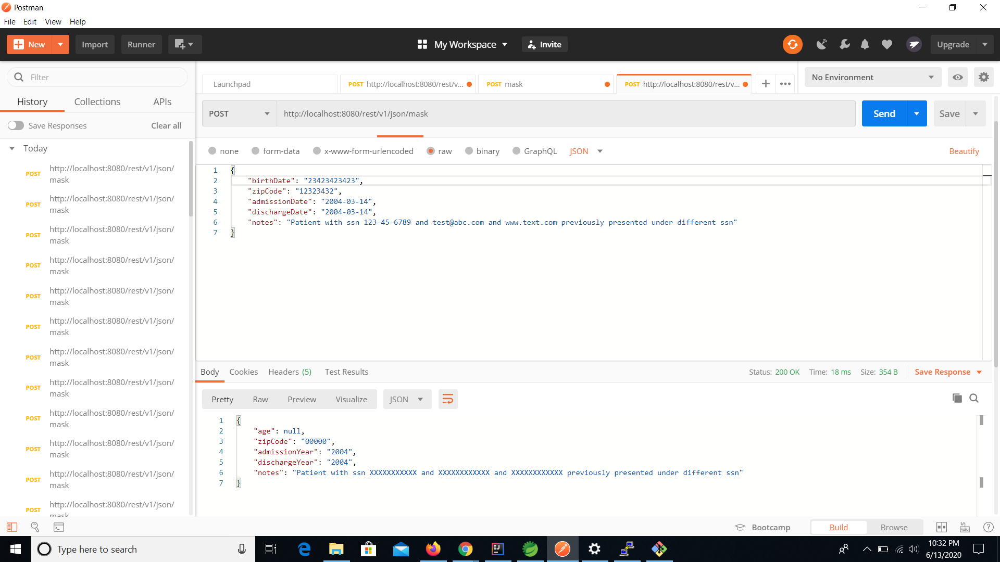 Postman
File Edit View Help
New Import Runner My Workspace Invite Upgrade
Filter
History Collections APIs
Save Responses Clear all
Today
POST http://localhost:8080/rest/v1/json/
mask
POST http://localhost:8080/rest/v1/json/
mask
POST http://localhost:8080/rest/v1/json/
mask
POST http://localhost:8080/rest/v1/json/
mask
POST http://localhost:8080/rest/v1/json/
mask
POST http://localhost:8080/rest/v1/json/
mask
POST http://localhost:8080/rest/v1/json/
mask
POST http://localhost:8080/rest/v1/json/
mask
POST http://localhost:8080/rest/v1/json/
mask
POST http://localhost:8080/rest/v1/json/
mask
POST http://localhost:8080/rest/v1/json/
mask
POST http://localhost:8080/rest/v1/json/
mask
Launchpad POST http://localhost:8080/rest/v... POST mask POST http://localhost:8080/rest/v... No Environment
POST http://localhost:8080/rest/v1/json/mask Send Save
none form-data x-www-form-urlencoded raw binary GraphQL JSON Beautify
1 {
2 "birthDate": "23423423423",
3 "zipCode": "12323432",
4 "admissionDate": "2004-03-14",
5 "dischargeDate": "2004-03-14",
6 "notes": "Patient with ssn 123-45-6789 and test@abc.com and www.text.com previously presented under different ssn"
7 }
Body Cookies Headers (5) Test Results Status: 200 OK Time: 18 ms Size: 354 B Save Response
Pretty Raw Preview Visualize JSON
1 {
2 "age": null,
3 "zipCode": "00000",
4 "admissionYear": "2004",
5 "dischargeYear": "2004",
6 "notes": "Patient with ssn XXXXXXXXXXX and XXXXXXXXXXXX and XXXXXXXXXXXX previously presented under different ssn"
7 }
Bootcamp Build Browse
Type here to search
10:32 PM
6/13/2020